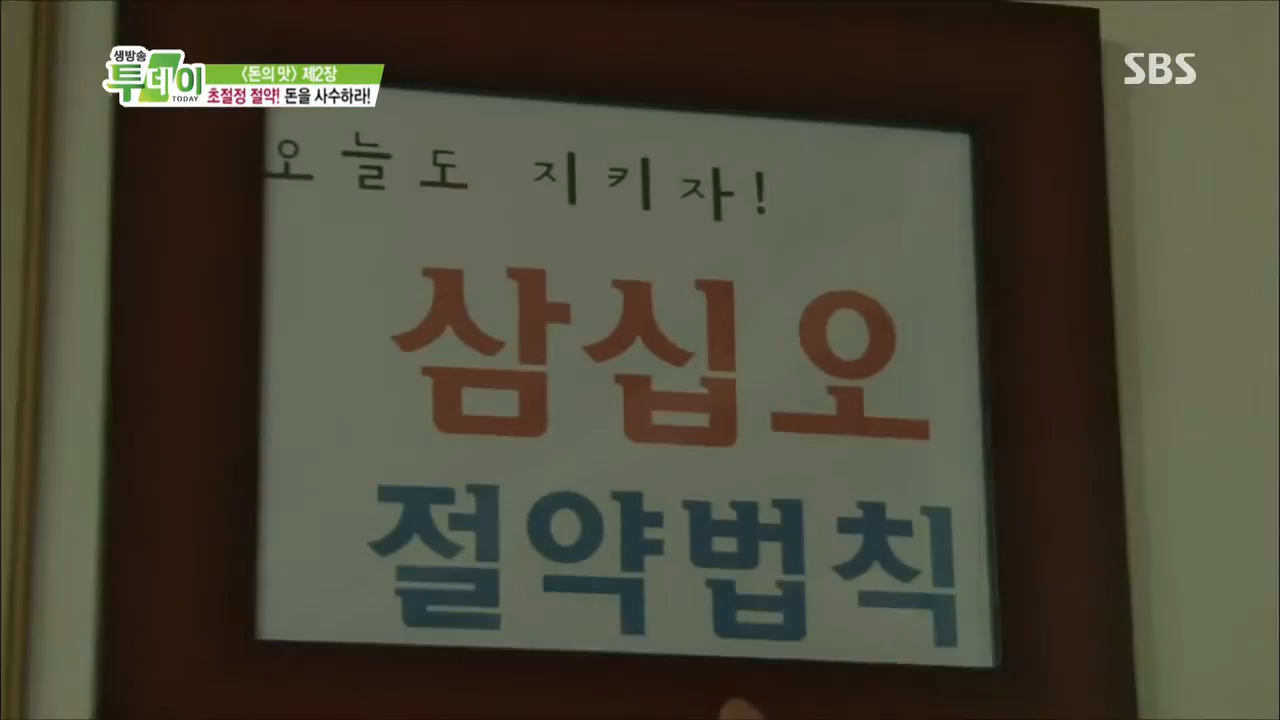 생방송
투데이
TODAY
<돈의 맛> 제2장
초절정 절약! 돈을 사수하라!
SBS
오늘도 지키자!
삼십오
절약법칙